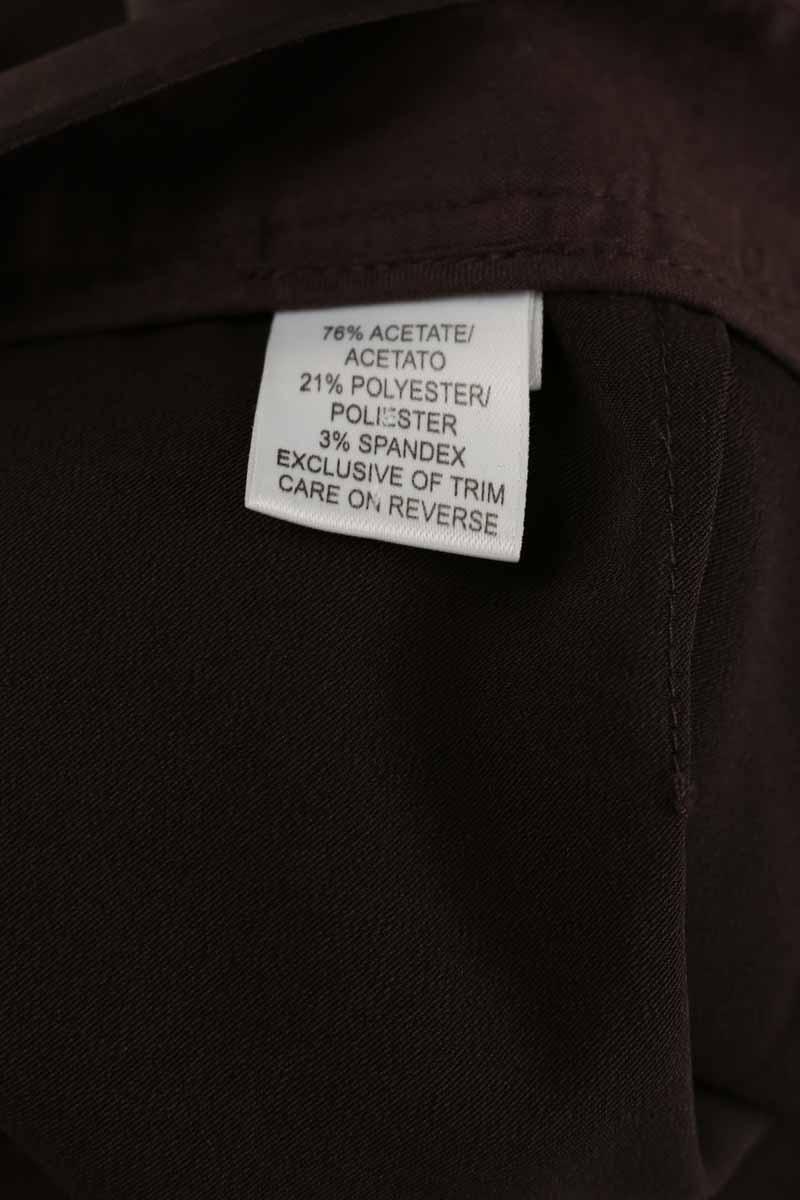 76% ACETATE/
ACETATO
21% POLYESTER/
POLIESTER
3% SPANDEX
EXCLUSIVE OF TRIM
CARE ON REVERSE